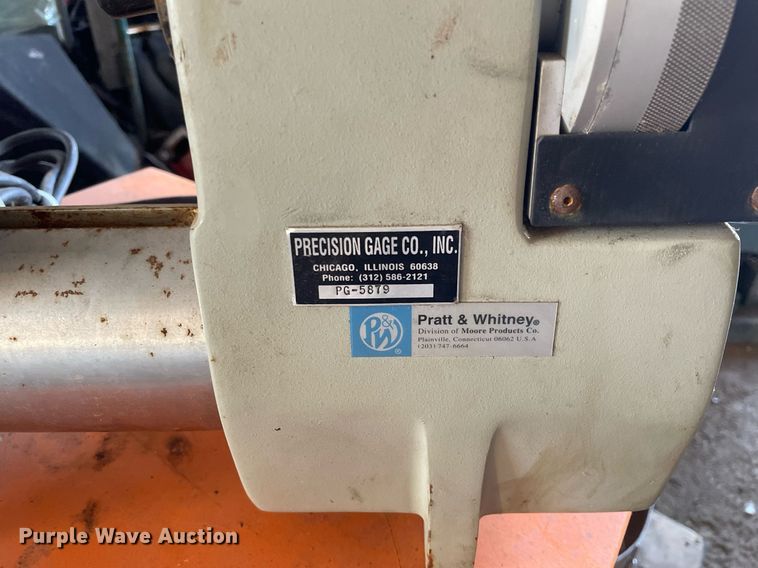 PRECISION GAGE CO., INC.
CHICAGO, ILLINOIS 60638
Phone: (312) 586-2121
PG-5879
P&W ®
Pratt & Whitney®
Division of Moore Products Co.
Plainville, Connecticut 06062 U.S.A
(203) 747-6664
Purple Wave Auction®